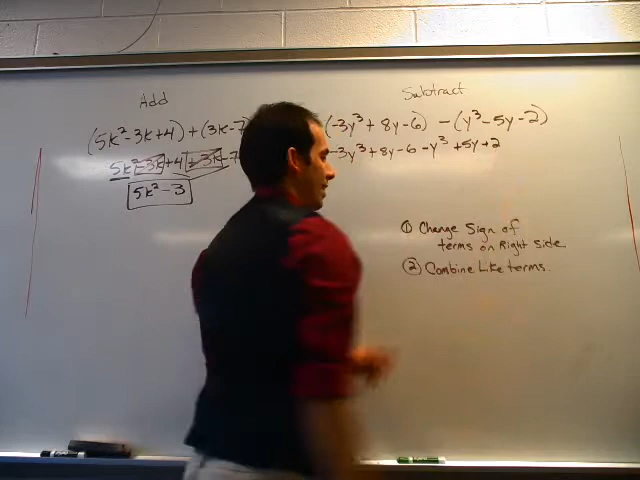 Add
(5k² - 3k + 4) + (3k - 7
5k² - 3k + 4 + 3k - 7
5k² - 3
Subtract
(-3y³ + 8y - 6) - (y³ - 5y - 2)
-3y³ + 8y - 6 - y³ + 5y + 2
① Change Sign of
terms on Right side
② Combine Like terms.